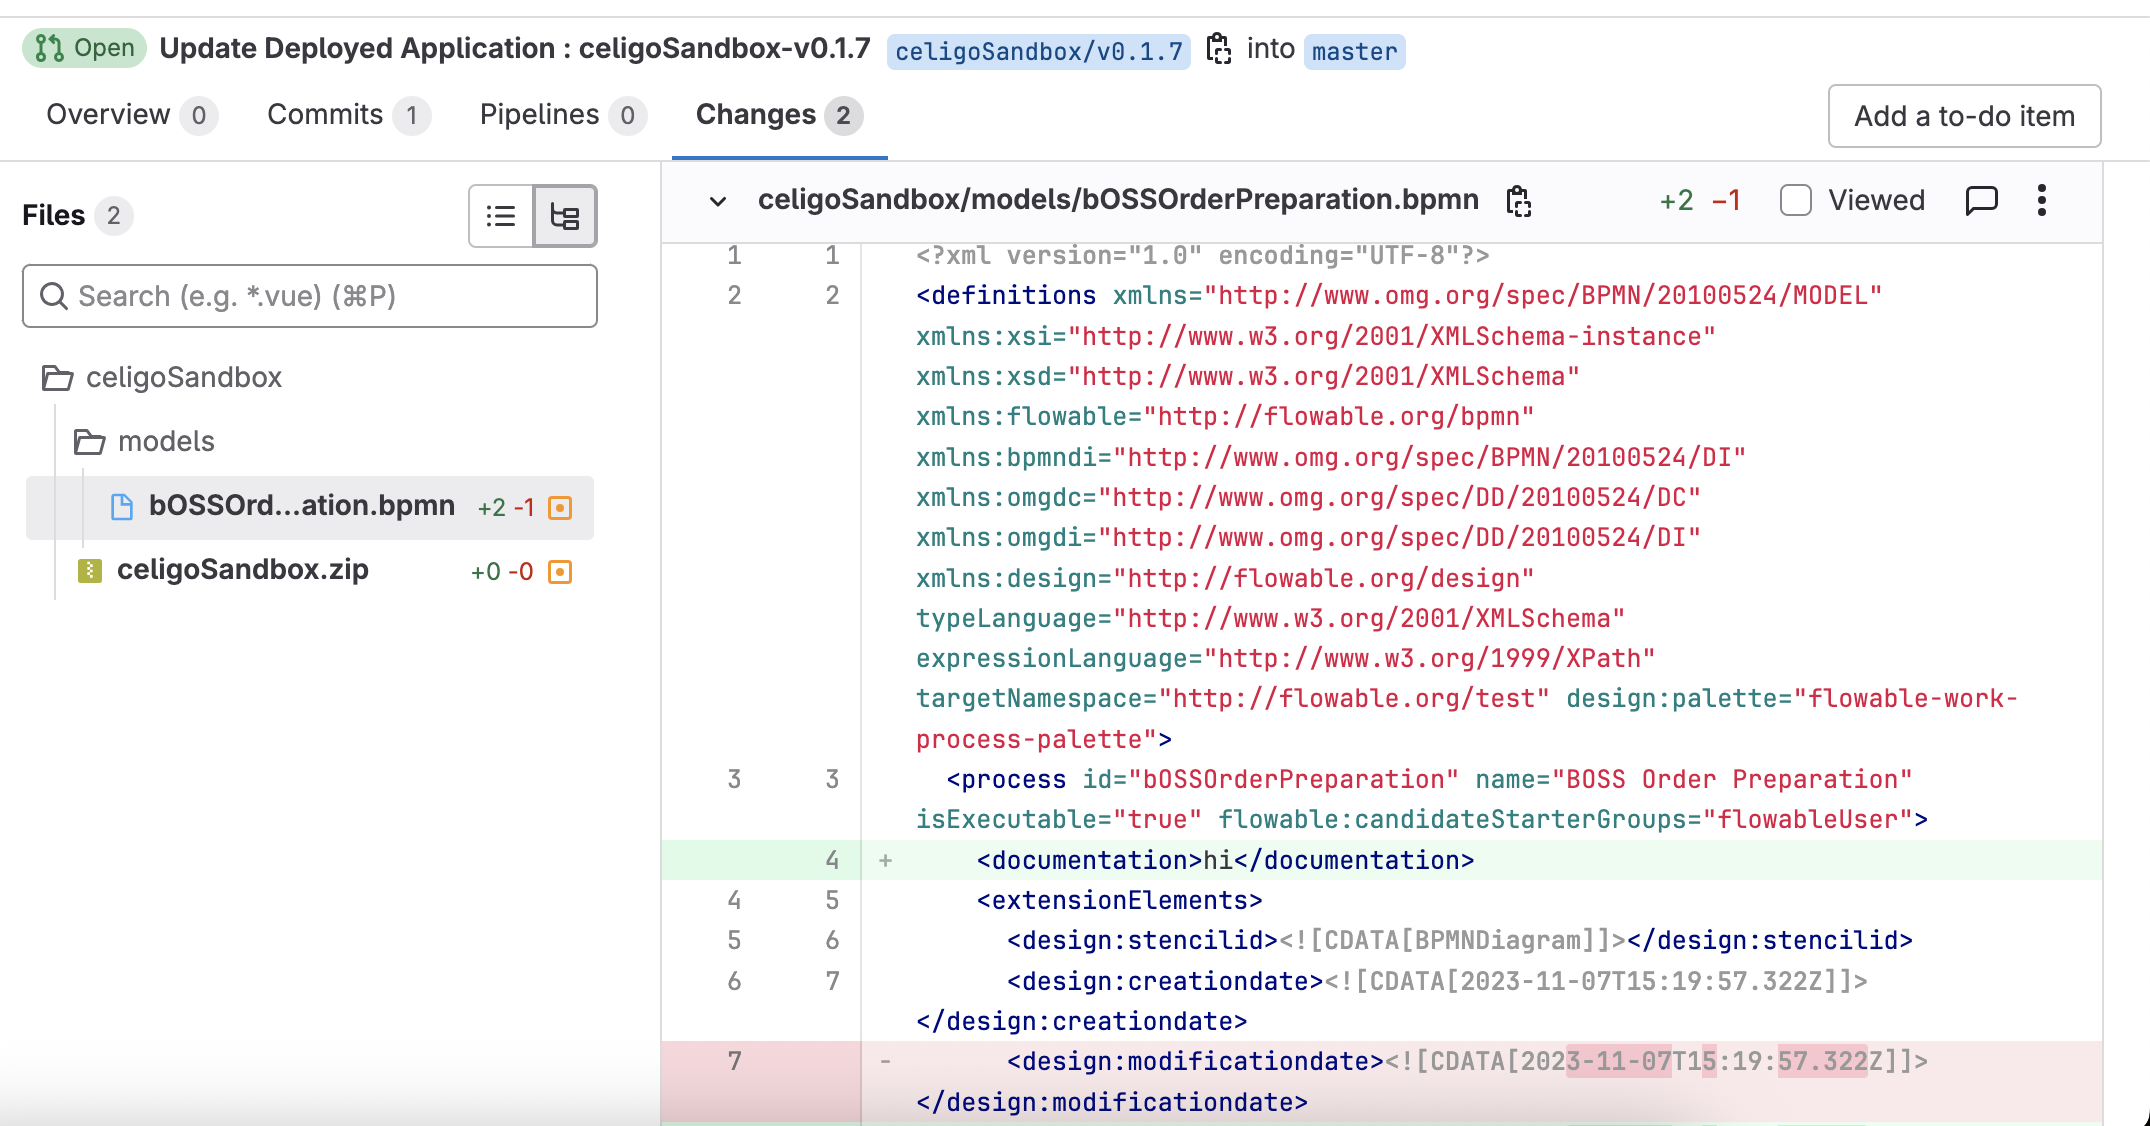 Open Update Deployed Application : celigoSandbox-v0.1.7 celigoSandbox/v0.1.7 into master
Overview 0 Commits 1 Pipelines 0 Changes 2
Add a to-do item
Files 2
Search (e.g. *.vue) (⌘P)
celigoSandbox
models
bOSSOrd...ation.bpmn +2 -1
celigoSandbox.zip +0 -0
celigoSandbox/models/bOSSOrderPreparation.bpmn +2 −1 Viewed
1 1 <?xml version="1.0" encoding="UTF-8"?>
2 2 <definitions xmlns="http://www.omg.org/spec/BPMN/20100524/MODEL"
xmlns:xsi="http://www.w3.org/2001/XMLSchema-instance"
xmlns:xsd="http://www.w3.org/2001/XMLSchema"
xmlns:flowable="http://flowable.org/bpmn"
xmlns:bpmndi="http://www.omg.org/spec/BPMN/20100524/DI"
xmlns:omgdc="http://www.omg.org/spec/DD/20100524/DC"
xmlns:omgdi="http://www.omg.org/spec/DD/20100524/DI"
xmlns:design="http://flowable.org/design"
typeLanguage="http://www.w3.org/2001/XMLSchema"
expressionLanguage="http://www.w3.org/1999/XPath"
targetNamespace="http://flowable.org/test" design:palette="flowable-work-
process-palette">
3 3 <process id="bOSSOrderPreparation" name="BOSS Order Preparation"
isExecutable="true" flowable:candidateStarterGroups="flowableUser">
4 + <documentation>hi</documentation>
4 5 <extensionElements>
5 6 <design:stencilid><![CDATA[BPMNDiagram]]></design:stencilid>
6 7 <design:creationdate><![CDATA[2023-11-07T15:19:57.322Z]]>
</design:creationdate>
7 - <design:modificationdate><![CDATA[2023-11-07T15:19:57.322Z]]>
</design:modificationdate>